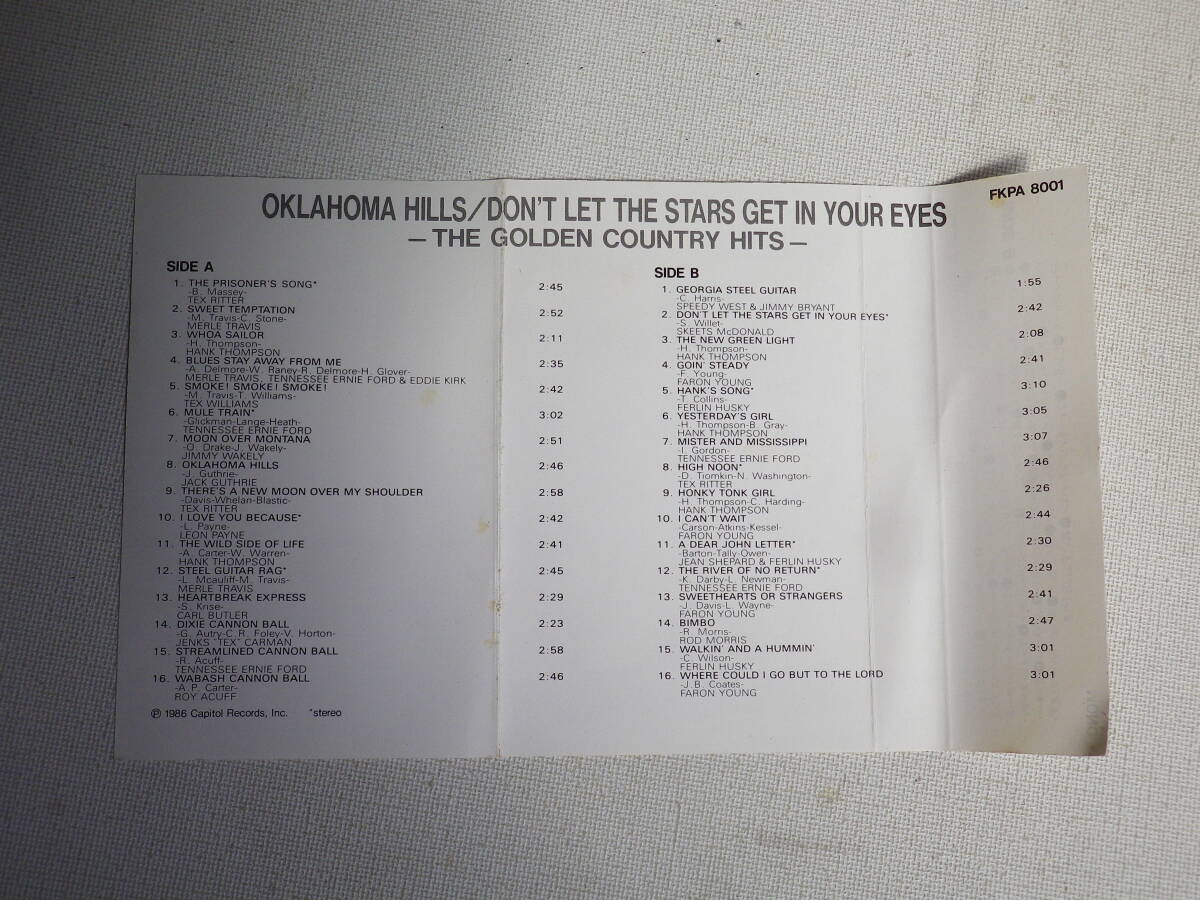 FKPA 8001
OKLAHOMA HILLS/DON'T LET THE STARS GET IN YOUR EYES
— THE GOLDEN COUNTRY HITS —
SIDE A
1. THE PRISONER'S SONG* 2:45
-B. Massey-
TEX RITTER
2. SWEET TEMPTATION 2:52
-M. Travis-C. Stone-
MERLE TRAVIS
3. WHOA SAILOR 2:11
-H. Thompson-
HANK THOMPSON
4. BLUES STAY AWAY FROM ME 2:35
-A. Delmore-W. Raney-R. Delmore-H. Glover-
MERLE TRAVIS, TENNESSEE ERNIE FORD & EDDIE KIRK
5. SMOKE! SMOKE! SMOKE! 2:42
-M. Travis-T. Williams-
TEX WILLIAMS
6. MULE TRAIN* 3:02
-Glickman-Lange-Heath-
TENNESSEE ERNIE FORD
7. MOON OVER MONTANA 2:51
-O. Drake-J. Wakely-
JIMMY WAKELY
8. OKLAHOMA HILLS 2:46
-J. Guthrie-
JACK GUTHRIE
9. THERE'S A NEW MOON OVER MY SHOULDER 2:58
-Davis-Whelan-Blastic-
TEX RITTER
10. I LOVE YOU BECAUSE* 2:42
-L. Payne-
LEON PAYNE
11. THE WILD SIDE OF LIFE 2:41
-A. Carter-W. Warren-
HANK THOMPSON
12. STEEL GUITAR RAG* 2:45
-L. Mcauliff-M. Travis-
MERLE TRAVIS
13. HEARTBREAK EXPRESS 2:29
-S. Krise-
CARL BUTLER
14. DIXIE CANNON BALL 2:23
-G. Autry-C.R. Foley-V. Horton-
JENKS "TEX" CARMAN
15. STREAMLINED CANNON BALL 2:58
-R. Acuff-
TENNESSEE ERNIE FORD
16. WABASH CANNON BALL 2:46
-A.P. Carter-
ROY ACUFF
℗ 1986 Capitol Records, Inc. *stereo
SIDE B
1. GEORGIA STEEL GUITAR 1:55
-C. Harris-
SPEEDY WEST & JIMMY BRYANT
2. DON'T LET THE STARS GET IN YOUR EYES* 2:42
-S. Willet-
SKEETS McDONALD
3. THE NEW GREEN LIGHT 2:08
-H. Thompson-
HANK THOMPSON
4. GOIN' STEADY 2:41
-F. Young-
FARON YOUNG
5. HANK'S SONG* 3:10
-T. Collins-
FERLIN HUSKY
6. YESTERDAY'S GIRL 3:05
-H. Thompson-B. Gray-
HANK THOMPSON
7. MISTER AND MISSISSIPPI 3:07
-I. Gordon-
TENNESSEE ERNIE FORD
8. HIGH NOON* 2:46
-D. Tiomkin-N. Washington-
TEX RITTER
9. HONKY TONK GIRL 2:26
-H. Thompson-C. Harding-
HANK THOMPSON
10. I CAN'T WAIT 2:44
-Carson-Atkins-Kessel-
FARON YOUNG
11. A DEAR JOHN LETTER* 2:30
-Barton-Tally-Owen-
JEAN SHEPARD & FERLIN HUSKY
12. THE RIVER OF NO RETURN* 2:29
-K. Darby-L. Newman-
TENNESSEE ERNIE FORD
13. SWEETHEARTS OR STRANGERS 2:41
-J. Davis-L. Wayne-
FARON YOUNG
14. BIMBO 2:47
-R. Morris-
ROD MORRIS
15. WALKIN' AND A HUMMIN' 3:01
-C. Wilson-
FERLIN HUSKY
16. WHERE COULD I GO BUT TO THE LORD 3:01
-J.B. Coates-
FARON YOUNG